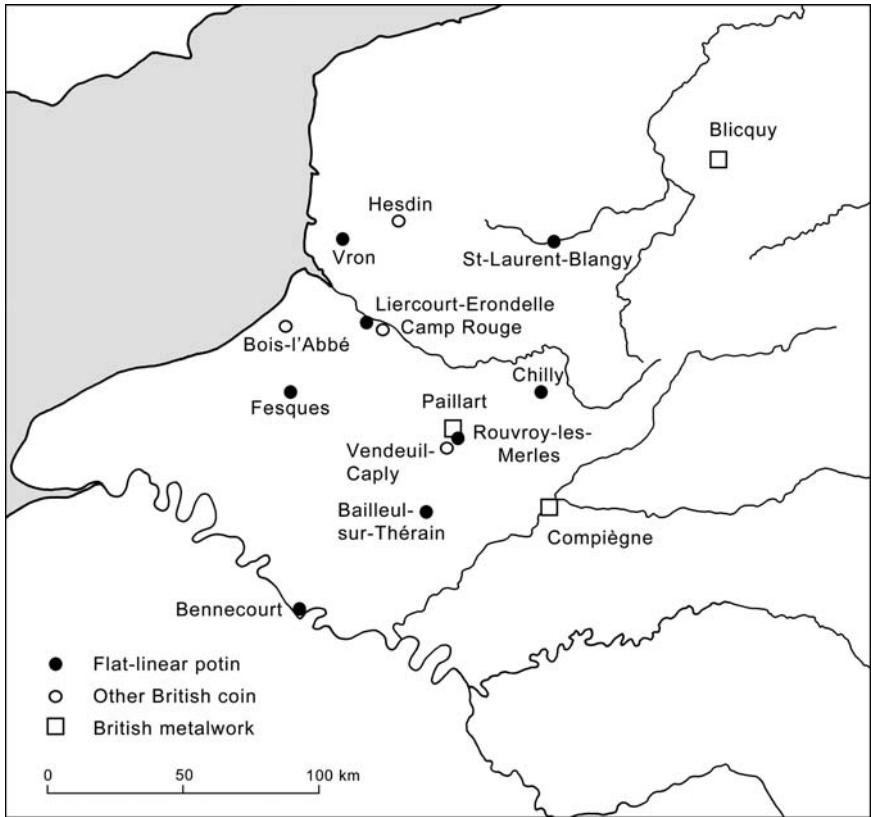 Blicquy
Hesdin
Vron
St-Laurent-Blangy
Liercourt-Erondelle
Camp Rouge
Bois-l'Abbé
Chilly
Fesques
Paillart
Rouvroy-les-
Merles
Vendeuil-
Caply
Bailleul-
sur-Thérain
Compiègne
Bennecourt
Flat-linear potin
Other British coin
British metalwork
0 50 100 km